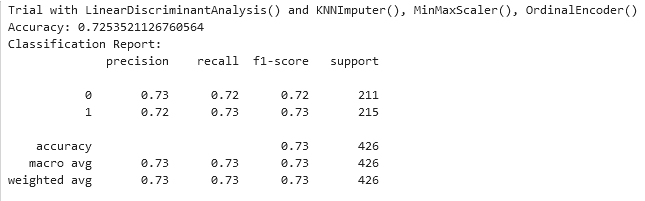 Trial with LinearDiscriminantAnalysis() and KNNImputer(), MinMaxScaler(), OrdinalEncoder()
Accuracy: 0.7253521126760564
Classification Report:
precision recall f1-score support
0 0.73 0.72 0.72 211
1 0.72 0.73 0.73 215
accuracy 0.73 426
macro avg 0.73 0.73 0.73 426
weighted avg 0.73 0.73 0.73 426